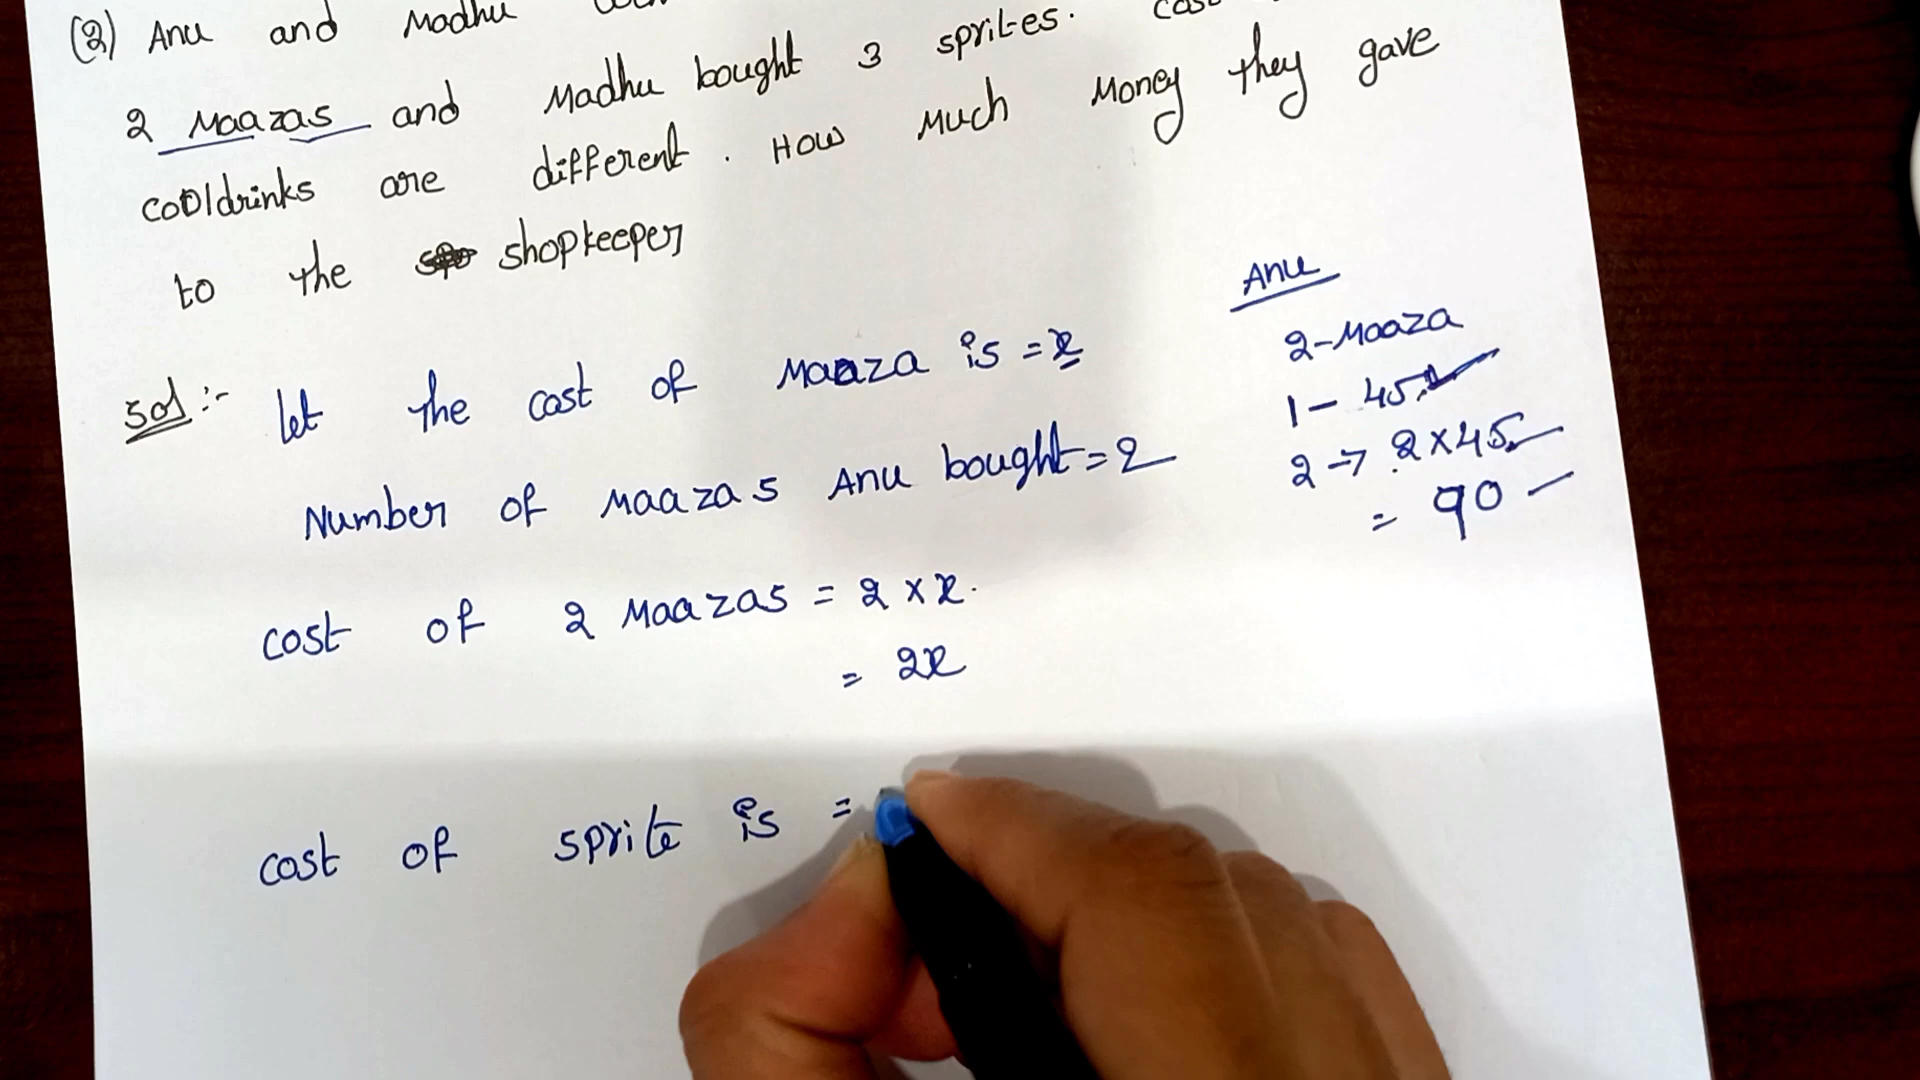 (2) Anu and Madhu
2 Maazas and Madhu bought 3 sprites.
cooldrinks are different. How Much Money they gave
to the shopkeeper
Sol :- let the cost of Maaza is = x
Number of Maazas Anu bought = 2
cost of 2 Maazas = 2 × x.
= 2x
cost of sprite is =
Anu
2-Maaza
1 - 45
2 → 2×45
= 90